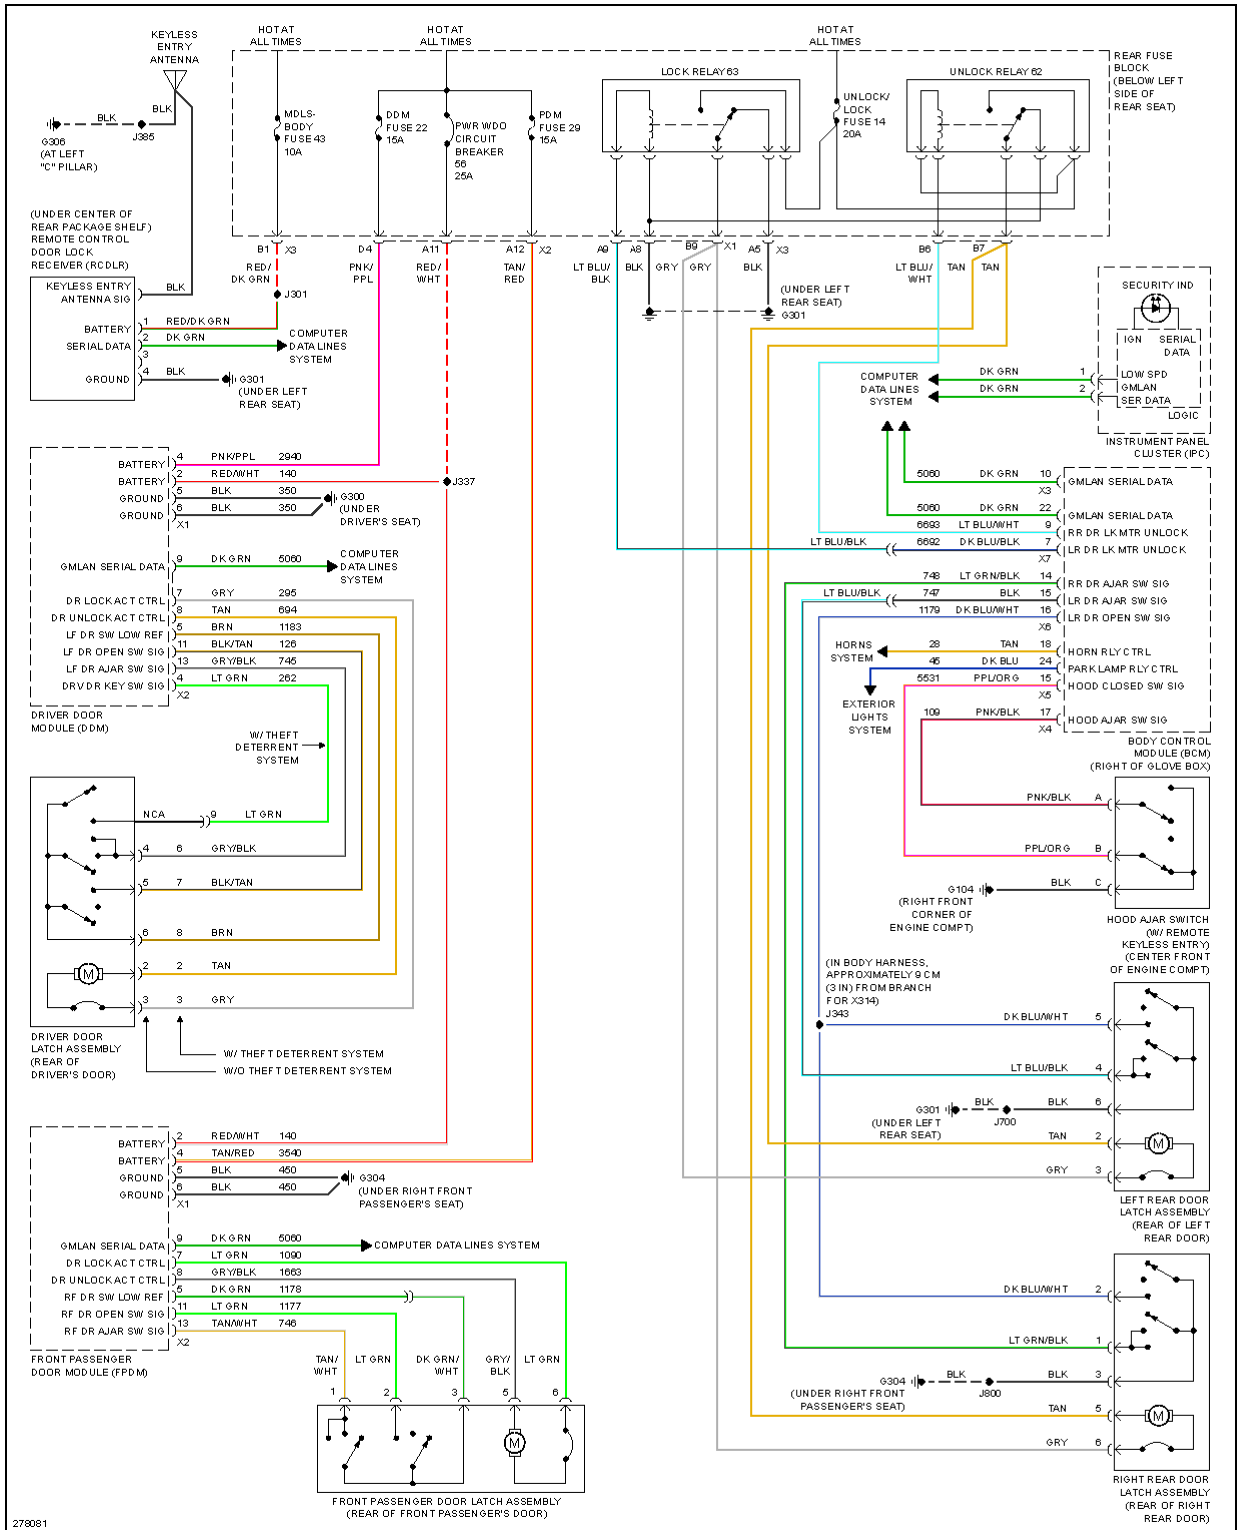 KEYLESS
ENTRY
ANTENNA
HOT AT
ALL TIMES
HOT AT
ALL TIMES
HOT AT
ALL TIMES
BLK
BLK
G306
J385
(AT LEFT
"C" PILLAR)
MDLS-
BODY
FUSE 43
10A
DDM
FUSE 22
15A
PWR WDO
CIRCUIT
BREAKER
56
25A
PDM
FUSE 29
15A
LOCK RELAY 63
UNLOCK/
LOCK
FUSE 14
20A
UNLOCK RELAY 62
REAR FUSE
BLOCK
(BELOW LEFT
SIDE OF
REAR SEAT)
B1 X3 D4 A11 A12 X2 A9 A8 B9 X1 A5 X3 B6 B7
RED/
DK GRN
PNK/
PPL
RED/
WHT
TAN/
RED
LT BLU/
BLK
BLK
GRY
GRY
BLK
LT BLU/
WHT
TAN
TAN
J301
(UNDER LEFT
REAR SEAT)
G301
(UNDER CENTER OF
REAR PACKAGE SHELF)
REMOTE CONTROL
DOOR LOCK
RECEIVER (RCDLR)
KEYLESS ENTRY
ANTENNA SIG
BLK
BATTERY 1 RED/DK GRN
SERIAL DATA 2 DK GRN
3
GROUND 4 BLK
COMPUTER
DATA LINES
SYSTEM
G301
(UNDER LEFT
REAR SEAT)
SECURITY IND
IGN SERIAL
DATA
LOW SPD
GMLAN
SER DATA
LOGIC
1 DK GRN
2 DK GRN
COMPUTER
DATA LINES
SYSTEM
INSTRUMENT PANEL
CLUSTER (IPC)
BATTERY 4 PNK/PPL 2940
BATTERY 2 RED/WHT 140
GROUND 5 BLK 350
GROUND 6 BLK 350
X1
J337
G300
(UNDER
DRIVER'S SEAT)
GMLAN SERIAL DATA 9 DK GRN 5060
COMPUTER
DATA LINES
SYSTEM
DR LOCK ACT CTRL 7 GRY 295
DR UNLOCK ACT CTRL 8 TAN 694
LF DR SW LOW REF 5 BRN 1183
LF DR OPEN SW SIG 11 BLK/TAN 126
LF DR AJAR SW SIG 13 GRY/BLK 745
DRV DR KEY SW SIG 4 LT GRN 262
X2
DRIVER DOOR
MODULE (DDM)
5060 DK GRN 10 GMLAN SERIAL DATA
X3
5060 DK GRN 22 GMLAN SERIAL DATA
6693 LT BLU/WHT 9 RR DR LK MTR UNLOCK
LT BLU/BLK 6692 DK BLU/BLK 7 LR DR LK MTR UNLOCK
X7
748 LT GRN/BLK 14 RR DR AJAR SW SIG
LT BLU/BLK 747 BLK 15 LR DR AJAR SW SIG
1179 DK BLU/WHT 16 LR DR OPEN SW SIG
X6
HORNS
SYSTEM
28 TAN 18 HORN RLY CTRL
45 DK BLU 24 PARK LAMP RLY CTRL
5531 PPL/ORG 15 HOOD CLOSED SW SIG
X5
EXTERIOR
LIGHTS
SYSTEM
109 PNK/BLK 17 HOOD AJAR SW SIG
X4
BODY CONTROL
MODULE (BCM)
(RIGHT OF GLOVE BOX)
W/ THEFT
DETERRENT
SYSTEM
NCA 9 LT GRN
4 6 GRY/BLK
5 7 BLK/TAN
6 8 BRN
M 2 2 TAN
3 3 GRY
DRIVER DOOR
LATCH ASSEMBLY
(REAR OF
DRIVER'S DOOR)
W/ THEFT DETERRENT SYSTEM
W/O THEFT DETERRENT SYSTEM
PNK/BLK A
PPL/ORG B
BLK C
G104
(RIGHT FRONT
CORNER OF
ENGINE COMPT)
HOOD AJAR SWITCH
(W/ REMOTE
KEYLESS ENTRY)
(CENTER FRONT
OF ENGINE COMPT)
(IN BODY HARNESS,
APPROXIMATELY 9 CM
(3 IN) FROM BRANCH
FOR X314)
J343
DK BLU/WHT 5
LT BLU/BLK 4
G301 BLK J700 BLK 6
(UNDER LEFT
REAR SEAT)
TAN 2 M
GRY 3
LEFT REAR DOOR
LATCH ASSEMBLY
(REAR OF LEFT
REAR DOOR)
BATTERY 2 RED/WHT 140
BATTERY 4 TAN/RED 3540
GROUND 5 BLK 450
GROUND 6 BLK 450
X1
G304
(UNDER RIGHT FRONT
PASSENGER'S SEAT)
GMLAN SERIAL DATA 9 DK GRN 5060 COMPUTER DATA LINES SYSTEM
DR LOCK ACT CTRL 7 LT GRN 1090
DR UNLOCK ACT CTRL 8 GRY/BLK 1663
RF DR SW LOW REF 5 DK GRN 1178
RF DR OPEN SW SIG 11 LT GRN 1177
RF DR AJAR SW SIG 13 TAN/WHT 746
X2
FRONT PASSENGER
DOOR MODULE (FPDM)
TAN/
WHT
LT GRN
DK GRN/
WHT
GRY/
BLK
LT GRN
1 2 3 5 6
M
FRONT PASSENGER DOOR LATCH ASSEMBLY
(REAR OF FRONT PASSENGER'S DOOR)
DK BLU/WHT 2
LT GRN/BLK 1
G304 BLK J800 BLK 3
(UNDER RIGHT FRONT
PASSENGER'S SEAT)
TAN 5 M
GRY 6
RIGHT REAR DOOR
LATCH ASSEMBLY
(REAR OF RIGHT
REAR DOOR)
278081